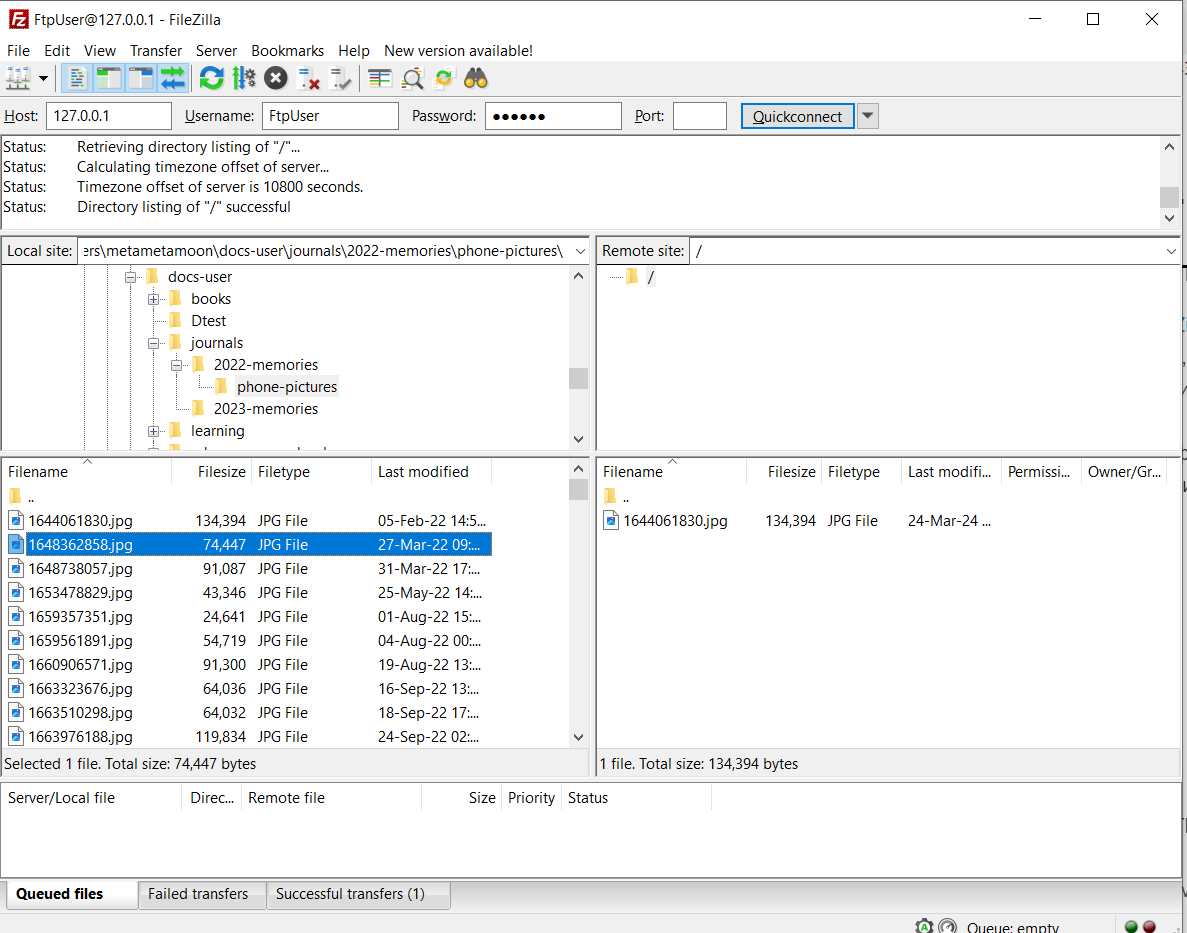 FtpUser@127.0.0.1 - FileZilla
File Edit View Transfer Server Bookmarks Help New version available!
Host: 127.0.0.1 Username: FtpUser Password: ●●●●●● Port: Quickconnect
Status: Retrieving directory listing of "/"...
Status: Calculating timezone offset of server...
Status: Timezone offset of server is 10800 seconds.
Status: Directory listing of "/" successful
Local site: ers\metametamoon\docs-user\journals\2022-memories\phone-pictures\
docs-user
books
Dtest
journals
2022-memories
phone-pictures
2023-memories
learning
Remote site: /
/
Filename Filesize Filetype Last modified
..
1644061830.jpg 134,394 JPG File 05-Feb-22 14:5...
1648362858.jpg 74,447 JPG File 27-Mar-22 09:...
1648738057.jpg 91,087 JPG File 31-Mar-22 17:...
1653478829.jpg 43,346 JPG File 25-May-22 14:...
1659357351.jpg 24,641 JPG File 01-Aug-22 15:...
1659561891.jpg 54,719 JPG File 04-Aug-22 00:...
1660906571.jpg 91,300 JPG File 19-Aug-22 13:...
1663323676.jpg 64,036 JPG File 16-Sep-22 13:...
1663510298.jpg 64,032 JPG File 18-Sep-22 17:...
1663976188.jpg 119,834 JPG File 24-Sep-22 02:...
Selected 1 file. Total size: 74,447 bytes
Filename Filesize Filetype Last modifi... Permissi... Owner/Gr...
..
1644061830.jpg 134,394 JPG File 24-Mar-24 ...
1 file. Total size: 134,394 bytes
Server/Local file Direc... Remote file Size Priority Status
Queued files Failed transfers Successful transfers (1)
Queue: empty